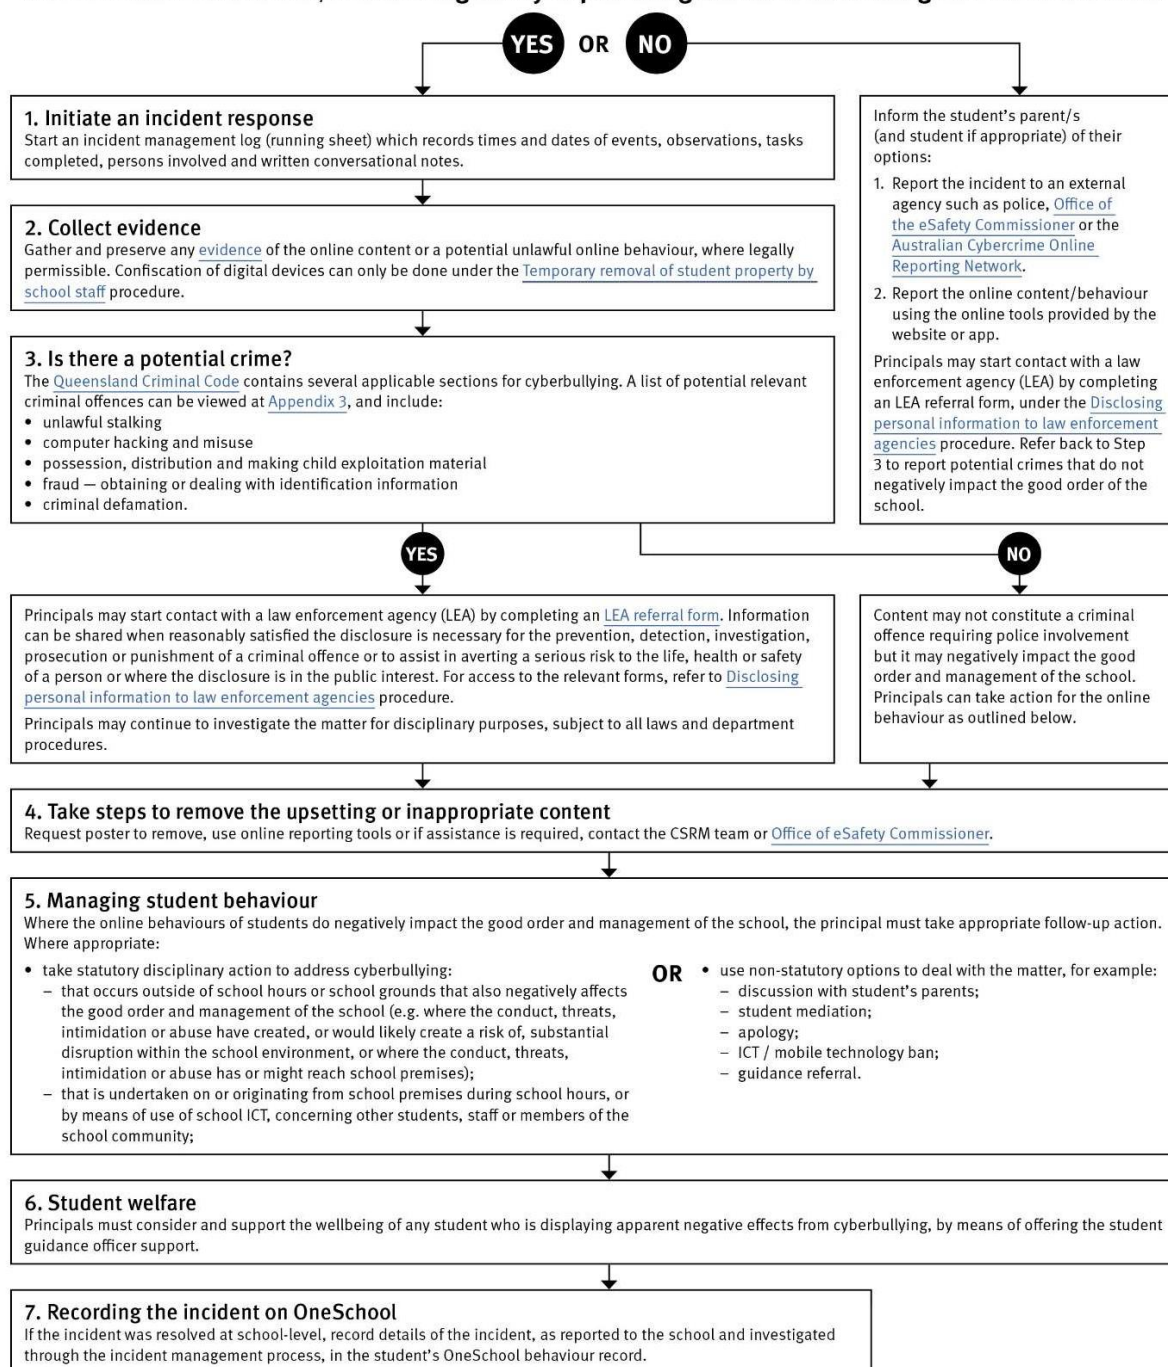 YES OR NO
1. Initiate an incident response
Start an incident management log (running sheet) which records times and dates of events, observations, tasks
completed, persons involved and written conversational notes.
2. Collect evidence
Gather and preserve any evidence of the online content or a potential unlawful online behaviour, where legally
permissible. Confiscation of digital devices can only be done under the Temporary removal of student property by
school staff procedure.
3. Is there a potential crime?
The Queensland Criminal Code contains several applicable sections for cyberbullying. A list of potential relevant
criminal offences can be viewed at Appendix 3, and include:
• unlawful stalking
• computer hacking and misuse
• possession, distribution and making child exploitation material
• fraud — obtaining or dealing with identification information
• criminal defamation.
Inform the student's parent/s
(and student if appropriate) of their
options:
1. Report the incident to an external
agency such as police, Office of
the eSafety Commissioner or the
Australian Cybercrime Online
Reporting Network.
2. Report the online content/behaviour
using the online tools provided by the
website or app.
Principals may start contact with a law
enforcement agency (LEA) by completing
an LEA referral form, under the Disclosing
personal information to law enforcement
agencies procedure. Refer back to Step
3 to report potential crimes that do not
negatively impact the good order of the
school.
YES
NO
Principals may start contact with a law enforcement agency (LEA) by completing an LEA referral form. Information
can be shared when reasonably satisfied the disclosure is necessary for the prevention, detection, investigation,
prosecution or punishment of a criminal offence or to assist in averting a serious risk to the life, health or safety
of a person or where the disclosure is in the public interest. For access to the relevant forms, refer to Disclosing
personal information to law enforcement agencies procedure.
Principals may continue to investigate the matter for disciplinary purposes, subject to all laws and department
procedures.
Content may not constitute a criminal
offence requiring police involvement
but it may negatively impact the good
order and management of the school.
Principals can take action for the online
behaviour as outlined below.
4. Take steps to remove the upsetting or inappropriate content
Request poster to remove, use online reporting tools or if assistance is required, contact the CSRM team or Office of eSafety Commissioner.
5. Managing student behaviour
Where the online behaviours of students do negatively impact the good order and management of the school, the principal must take appropriate follow-up action.
Where appropriate:
• take statutory disciplinary action to address cyberbullying:
– that occurs outside of school hours or school grounds that also negatively affects
the good order and management of the school (e.g. where the conduct, threats,
intimidation or abuse have created, or would likely create a risk of, substantial
disruption within the school environment, or where the conduct, threats,
intimidation or abuse has or might reach school premises);
– that is undertaken on or originating from school premises during school hours, or
by means of use of school ICT, concerning other students, staff or members of the
school community;
OR
• use non-statutory options to deal with the matter, for example:
– discussion with student's parents;
– student mediation;
– apology;
– ICT / mobile technology ban;
– guidance referral.
6. Student welfare
Principals must consider and support the wellbeing of any student who is displaying apparent negative effects from cyberbullying, by means of offering the student
guidance officer support.
7. Recording the incident on OneSchool
If the incident was resolved at school-level, record details of the incident, as reported to the school and investigated
through the incident management process, in the student's OneSchool behaviour record.